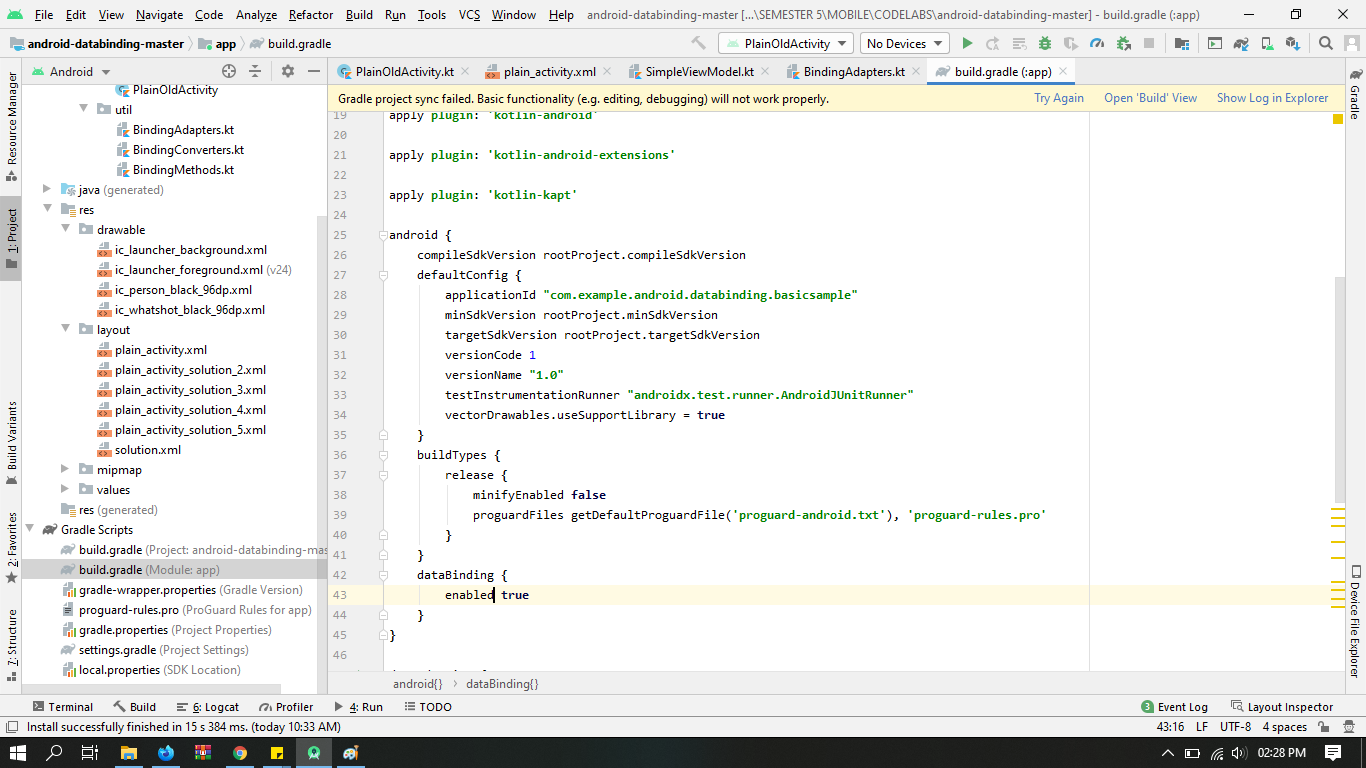 File Edit View Navigate Code Analyze Refactor Build Run Tools VCS Window Help android-databinding-master [...\SEMESTER 5\MOBILE\CODELABS\android-databinding-master] - build.gradle (:app)
android-databinding-master app build.gradle PlainOldActivity No Devices
Android PlainOldActivity.kt plain_activity.xml SimpleViewModel.kt BindingAdapters.kt build.gradle (:app)
Gradle project sync failed. Basic functionality (e.g. editing, debugging) will not work properly. Try Again Open 'Build' View Show Log in Explorer
Resource Manager
1: Project
Build Variants
2: Favorites
7: Structure
PlainOldActivity
util
BindingAdapters.kt
BindingConverters.kt
BindingMethods.kt
java (generated)
res
drawable
ic_launcher_background.xml
ic_launcher_foreground.xml (v24)
ic_person_black_96dp.xml
ic_whatshot_black_96dp.xml
layout
plain_activity.xml
plain_activity_solution_2.xml
plain_activity_solution_3.xml
plain_activity_solution_4.xml
plain_activity_solution_5.xml
solution.xml
mipmap
values
res (generated)
Gradle Scripts
build.gradle (Project: android-databinding-mas
build.gradle (Module: app)
gradle-wrapper.properties (Gradle Version)
proguard-rules.pro (ProGuard Rules for app)
gradle.properties (Project Properties)
settings.gradle (Project Settings)
local.properties (SDK Location)
19 apply plugin: 'kotlin-android'
20
21 apply plugin: 'kotlin-android-extensions'
22
23 apply plugin: 'kotlin-kapt'
24
25 android {
26 compileSdkVersion rootProject.compileSdkVersion
27 defaultConfig {
28 applicationId "com.example.android.databinding.basicsample"
29 minSdkVersion rootProject.minSdkVersion
30 targetSdkVersion rootProject.targetSdkVersion
31 versionCode 1
32 versionName "1.0"
33 testInstrumentationRunner "androidx.test.runner.AndroidJUnitRunner"
34 vectorDrawables.useSupportLibrary = true
35 }
36 buildTypes {
37 release {
38 minifyEnabled false
39 proguardFiles getDefaultProguardFile('proguard-android.txt'), 'proguard-rules.pro'
40 }
41 }
42 dataBinding {
43 enabled true
44 }
45 }
46
android{} › dataBinding{}
Gradle
Device File Explorer
Terminal Build 6: Logcat Profiler 4: Run TODO 3 Event Log Layout Inspector
Install successfully finished in 15 s 384 ms. (today 10:33 AM) 43:16 LF UTF-8 4 spaces
02:28 PM